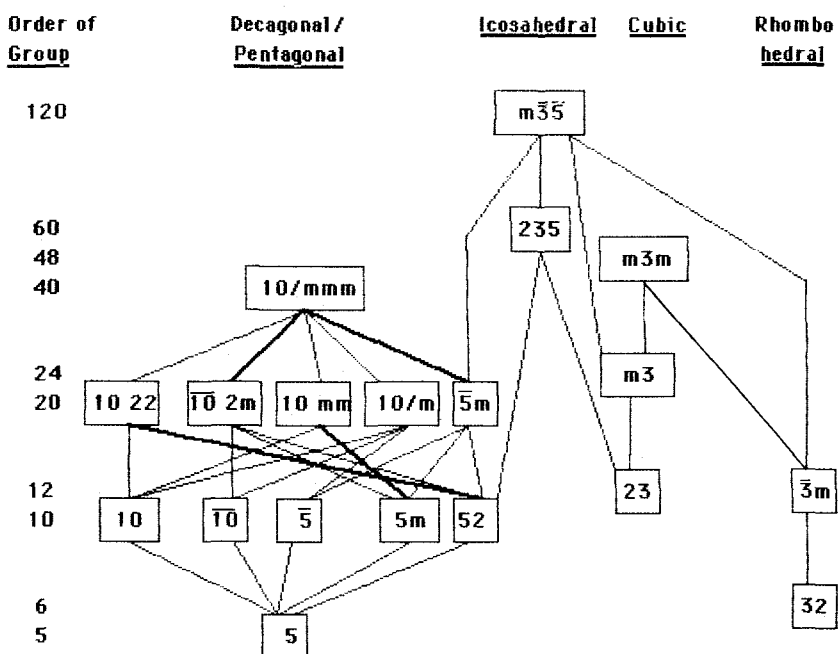 Order of Group
Decagonal/ Pentagonal
Icosahedral
Cubic
Rhombo hedral
120
m3̅5̅
60
235
48
m3m
40
10/mmm
24
m3
20
10 22
1̅0̅ 2m
10 mm
10/m
5̅m
12
23
3̅m
10
10
1̅0̅
5̅
5m
52
6
32
5
5